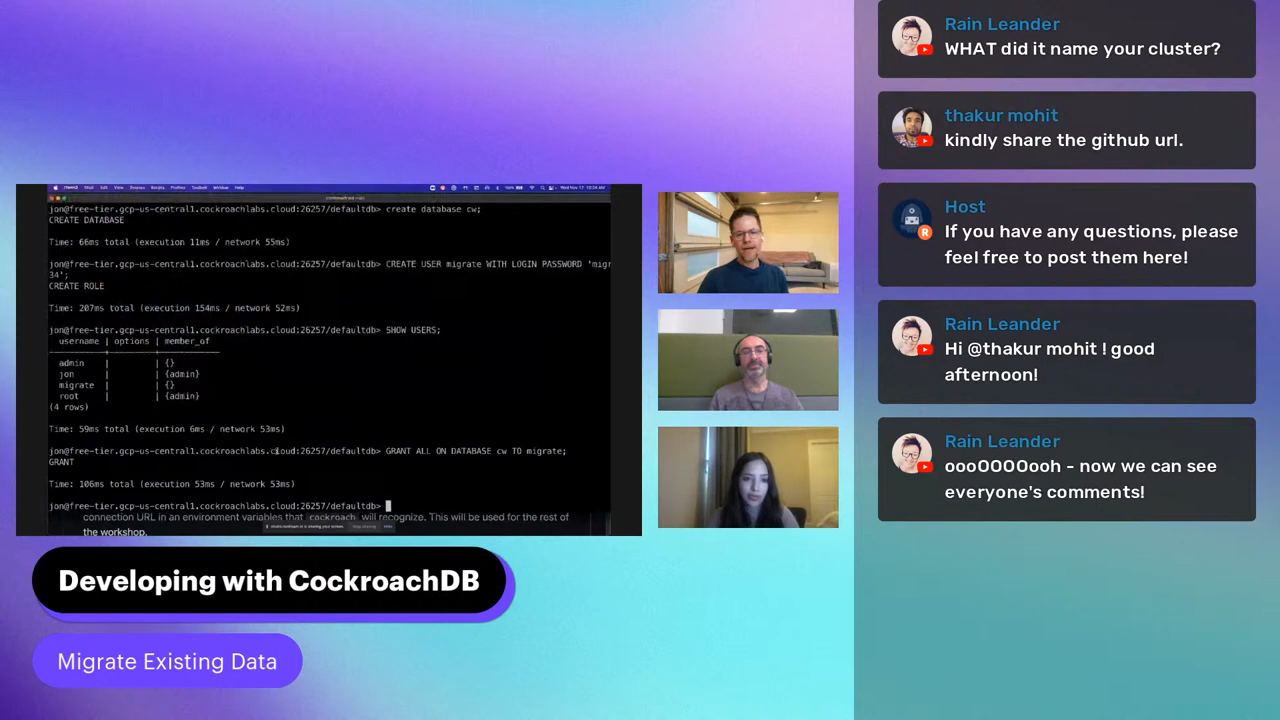 File Edit View Session Scripts Profiles Toolbelt Window Help
jon@free-tier.gcp-us-central1.cockroachlabs.cloud:26257/defaultdb> create database cw;
CREATE DATABASE
Time: 66ms total (execution 11ms / network 55ms)
jon@free-tier.gcp-us-central1.cockroachlabs.cloud:26257/defaultdb> CREATE USER migrate WITH LOGIN PASSWORD 'migr
34';
CREATE ROLE
Time: 207ms total (execution 154ms / network 52ms)
jon@free-tier.gcp-us-central1.cockroachlabs.cloud:26257/defaultdb> SHOW USERS;
username | options | member_of
admin | | {}
jon | | {admin}
migrate | | {}
root | | {admin}
(4 rows)
Time: 59ms total (execution 6ms / network 53ms)
jon@free-tier.gcp-us-central1.cockroachlabs.cloud:26257/defaultdb> GRANT ALL ON DATABASE cw TO migrate;
GRANT
Time: 106ms total (execution 53ms / network 53ms)
jon@free-tier.gcp-us-central1.cockroachlabs.cloud:26257/defaultdb>
connection URL in an environment variables that cockroach will recognize. This will be used for the rest of
the workshop.
Developing with CockroachDB
Migrate Existing Data
Rain Leander
WHAT did it name your cluster?
thakur mohit
kindly share the github url.
Host
If you have any questions, please
feel free to post them here!
Rain Leander
Hi @thakur mohit ! good
afternoon!
Rain Leander
oooOOOOooh - now we can see
everyone's comments!